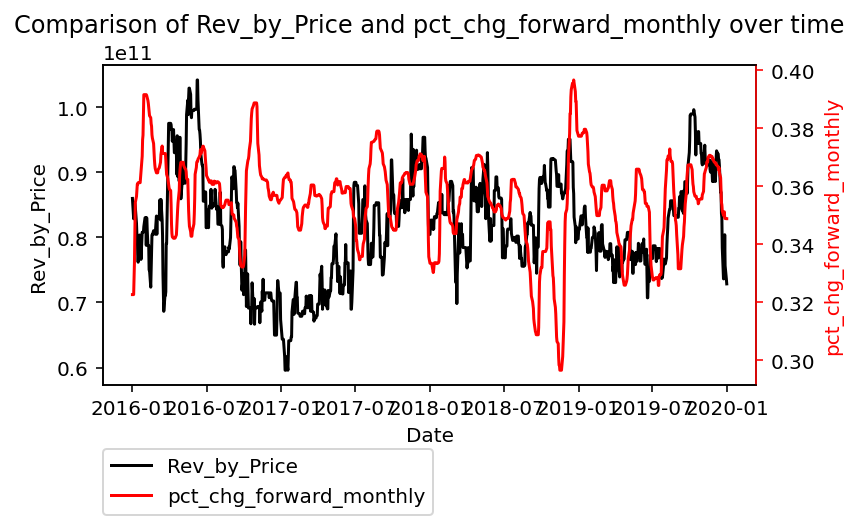 Comparison of Rev_by_Price and pct_chg_forward_monthly over time
1e11
1.0
0.9
0.8
0.7
0.6
Rev_by_Price
0.40
0.38
0.36
0.34
0.32
0.30
pct_chg_forward_monthly
2016-01 2016-07 2017-01 2017-07 2018-01 2018-07 2019-01 2019-07 2020-01
Date
Rev_by_Price
pct_chg_forward_monthly